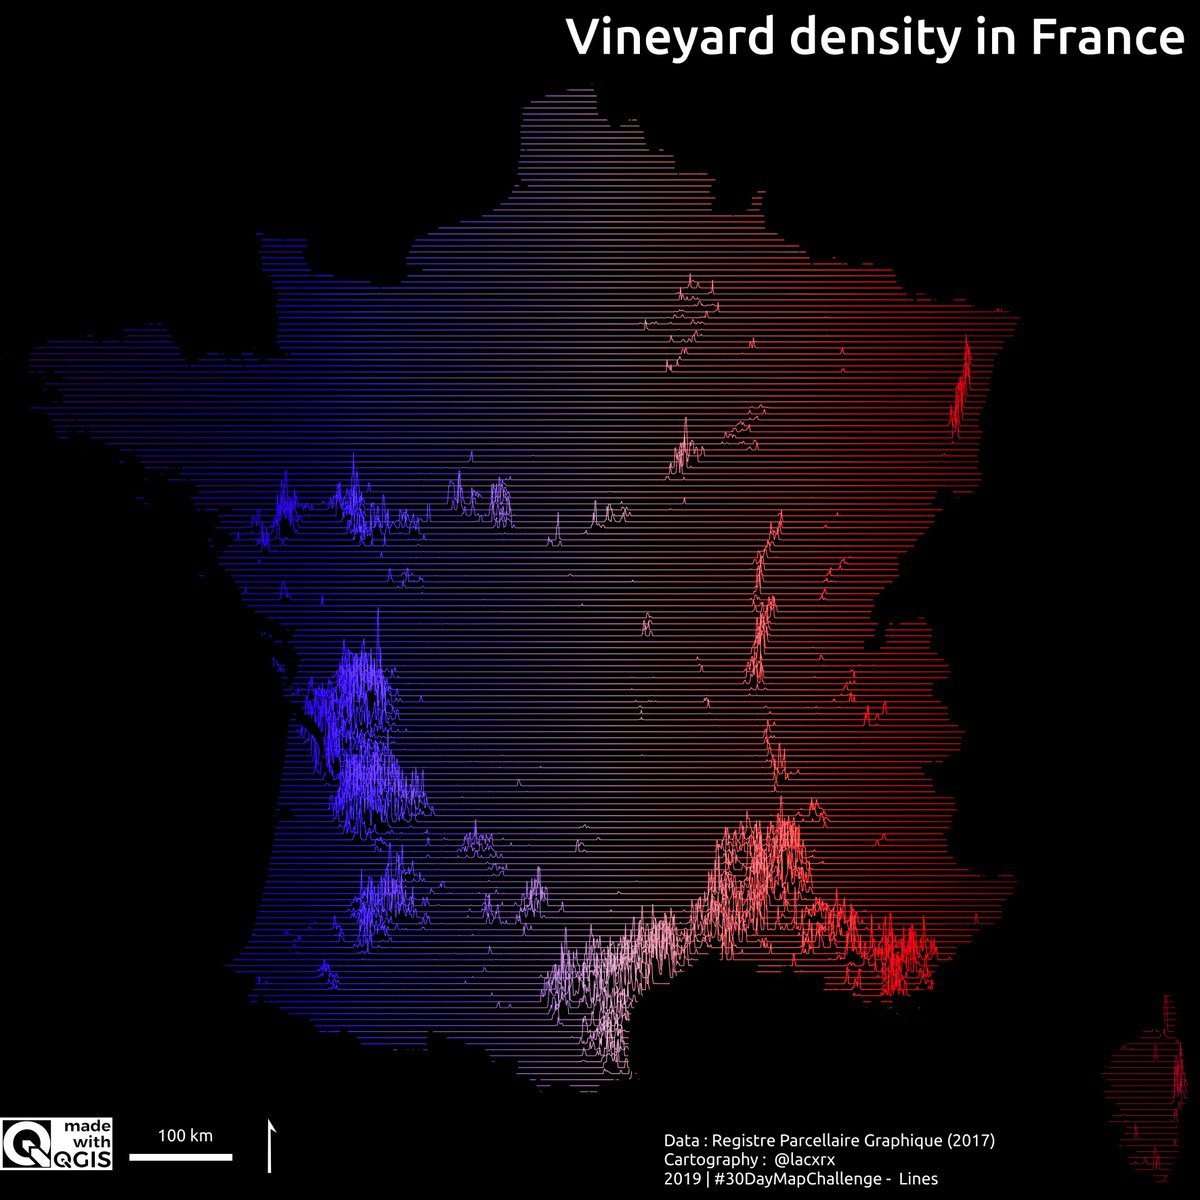 Vineyard density in France
made
with
QGIS
100 km
Data : Registre Parcellaire Graphique (2017)
Cartography : @lacxrx
2019 | #30DayMapChallenge - Lines